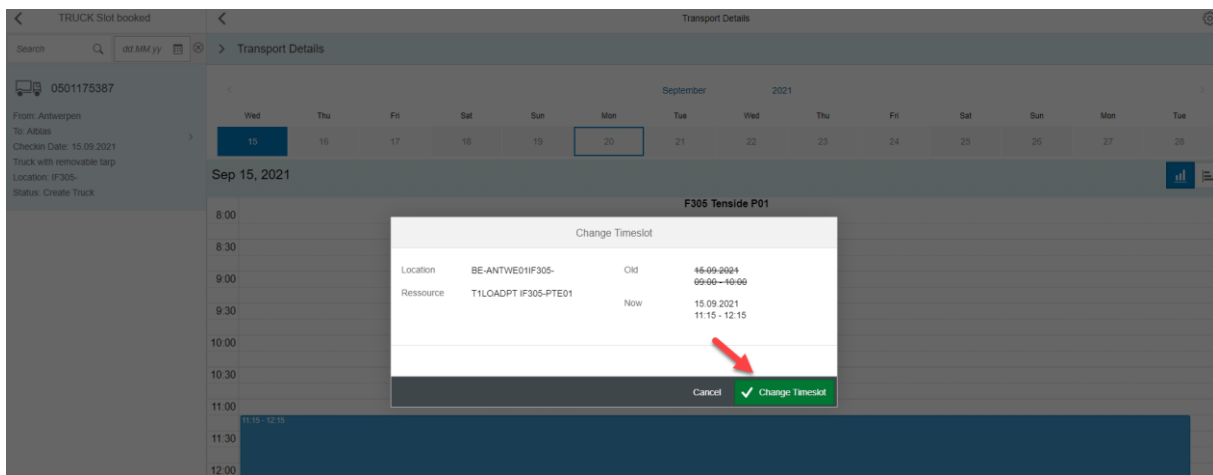 TRUCK Slot booked
Transport Details
Search
dd.MM.yy
Transport Details
0501175387
From: Antwerpen
To: Alblas
Checkin Date: 15.09.2021
Truck with removable tarp
Location: IF305-
Status: Create Truck
September 2021
Wed Thu Fri Sat Sun Mon Tue Wed Thu Fri Sat Sun Mon Tue
15 16 17 18 19 20 21 22 23 24 25 26 27 28
Sep 15, 2021
F305 Tenside P01
8:00
8:30
9:00
9:30
10:00
10:30
11:00
11:15 - 12:15
11:30
12:00
Change Timeslot
Location BE-ANTWE01IF305-
Ressource T1LOADPT IF305-PTE01
Old 15.09.2021
09:00 - 10:00
Now 15.09.2021
11:15 - 12:15
Cancel Change Timeslot